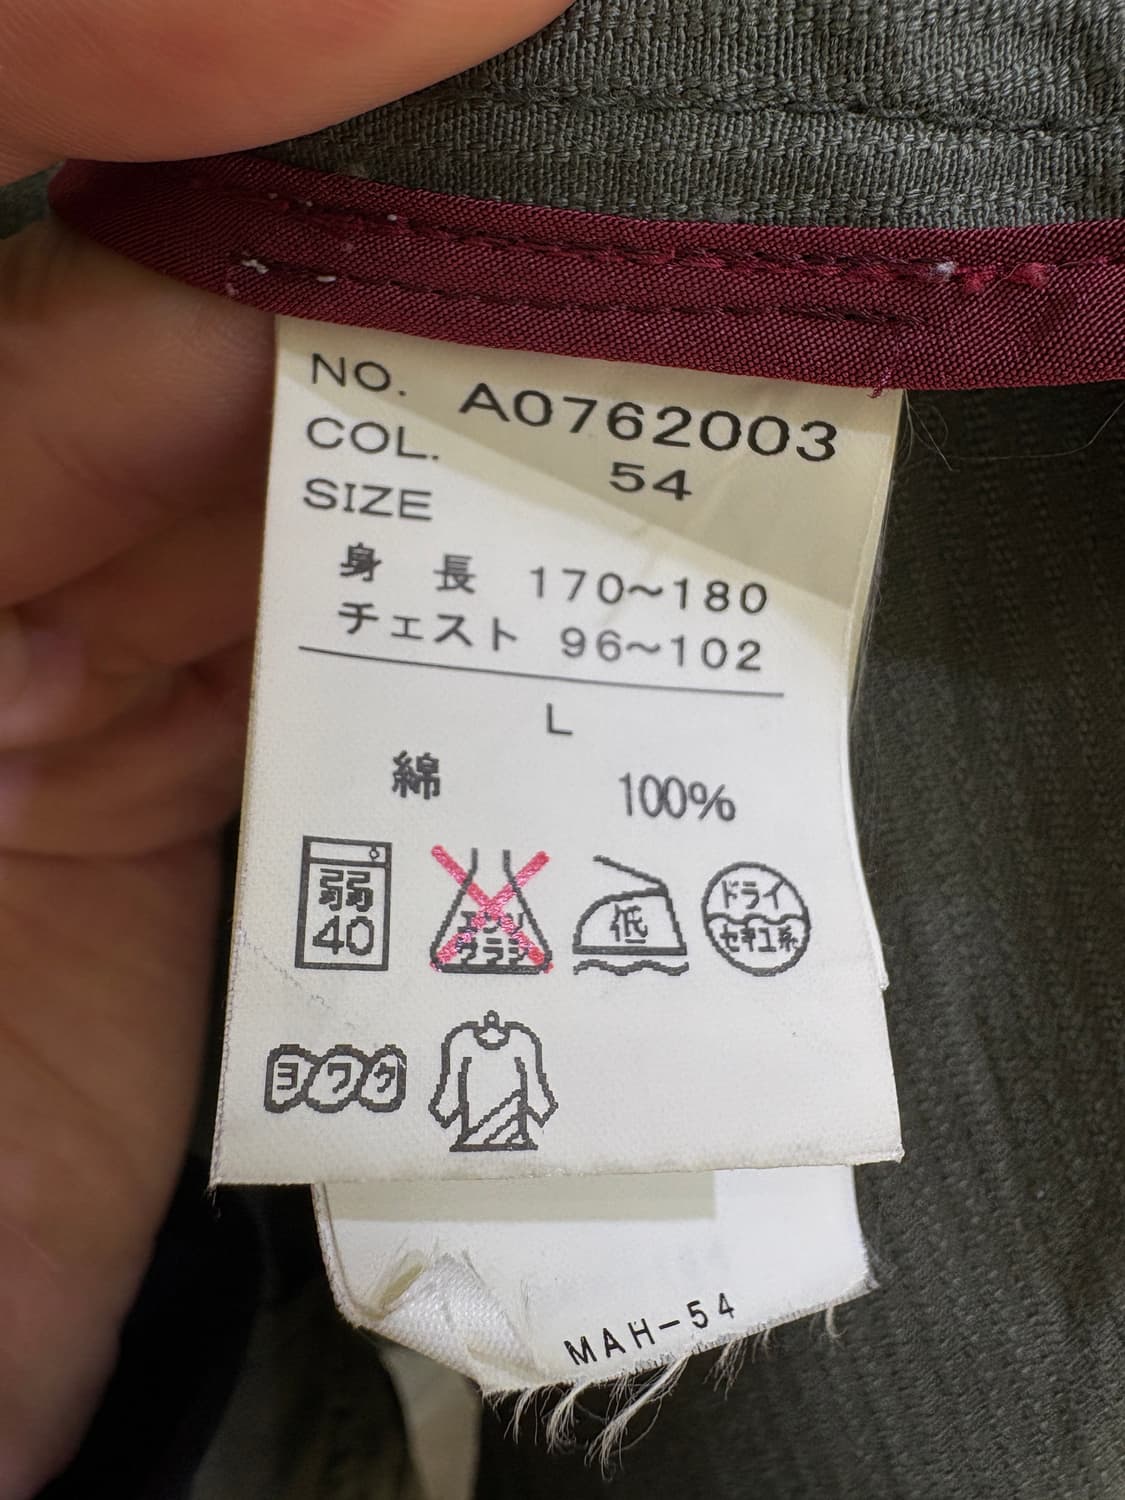 NO. A0762003
COL. 54
SIZE
身 長 170~180
チェスト 96~102
L
綿 100%
弱
40
エンソ
サラシ
低
ドライ
セキユ系
ヨワク
MAH-54